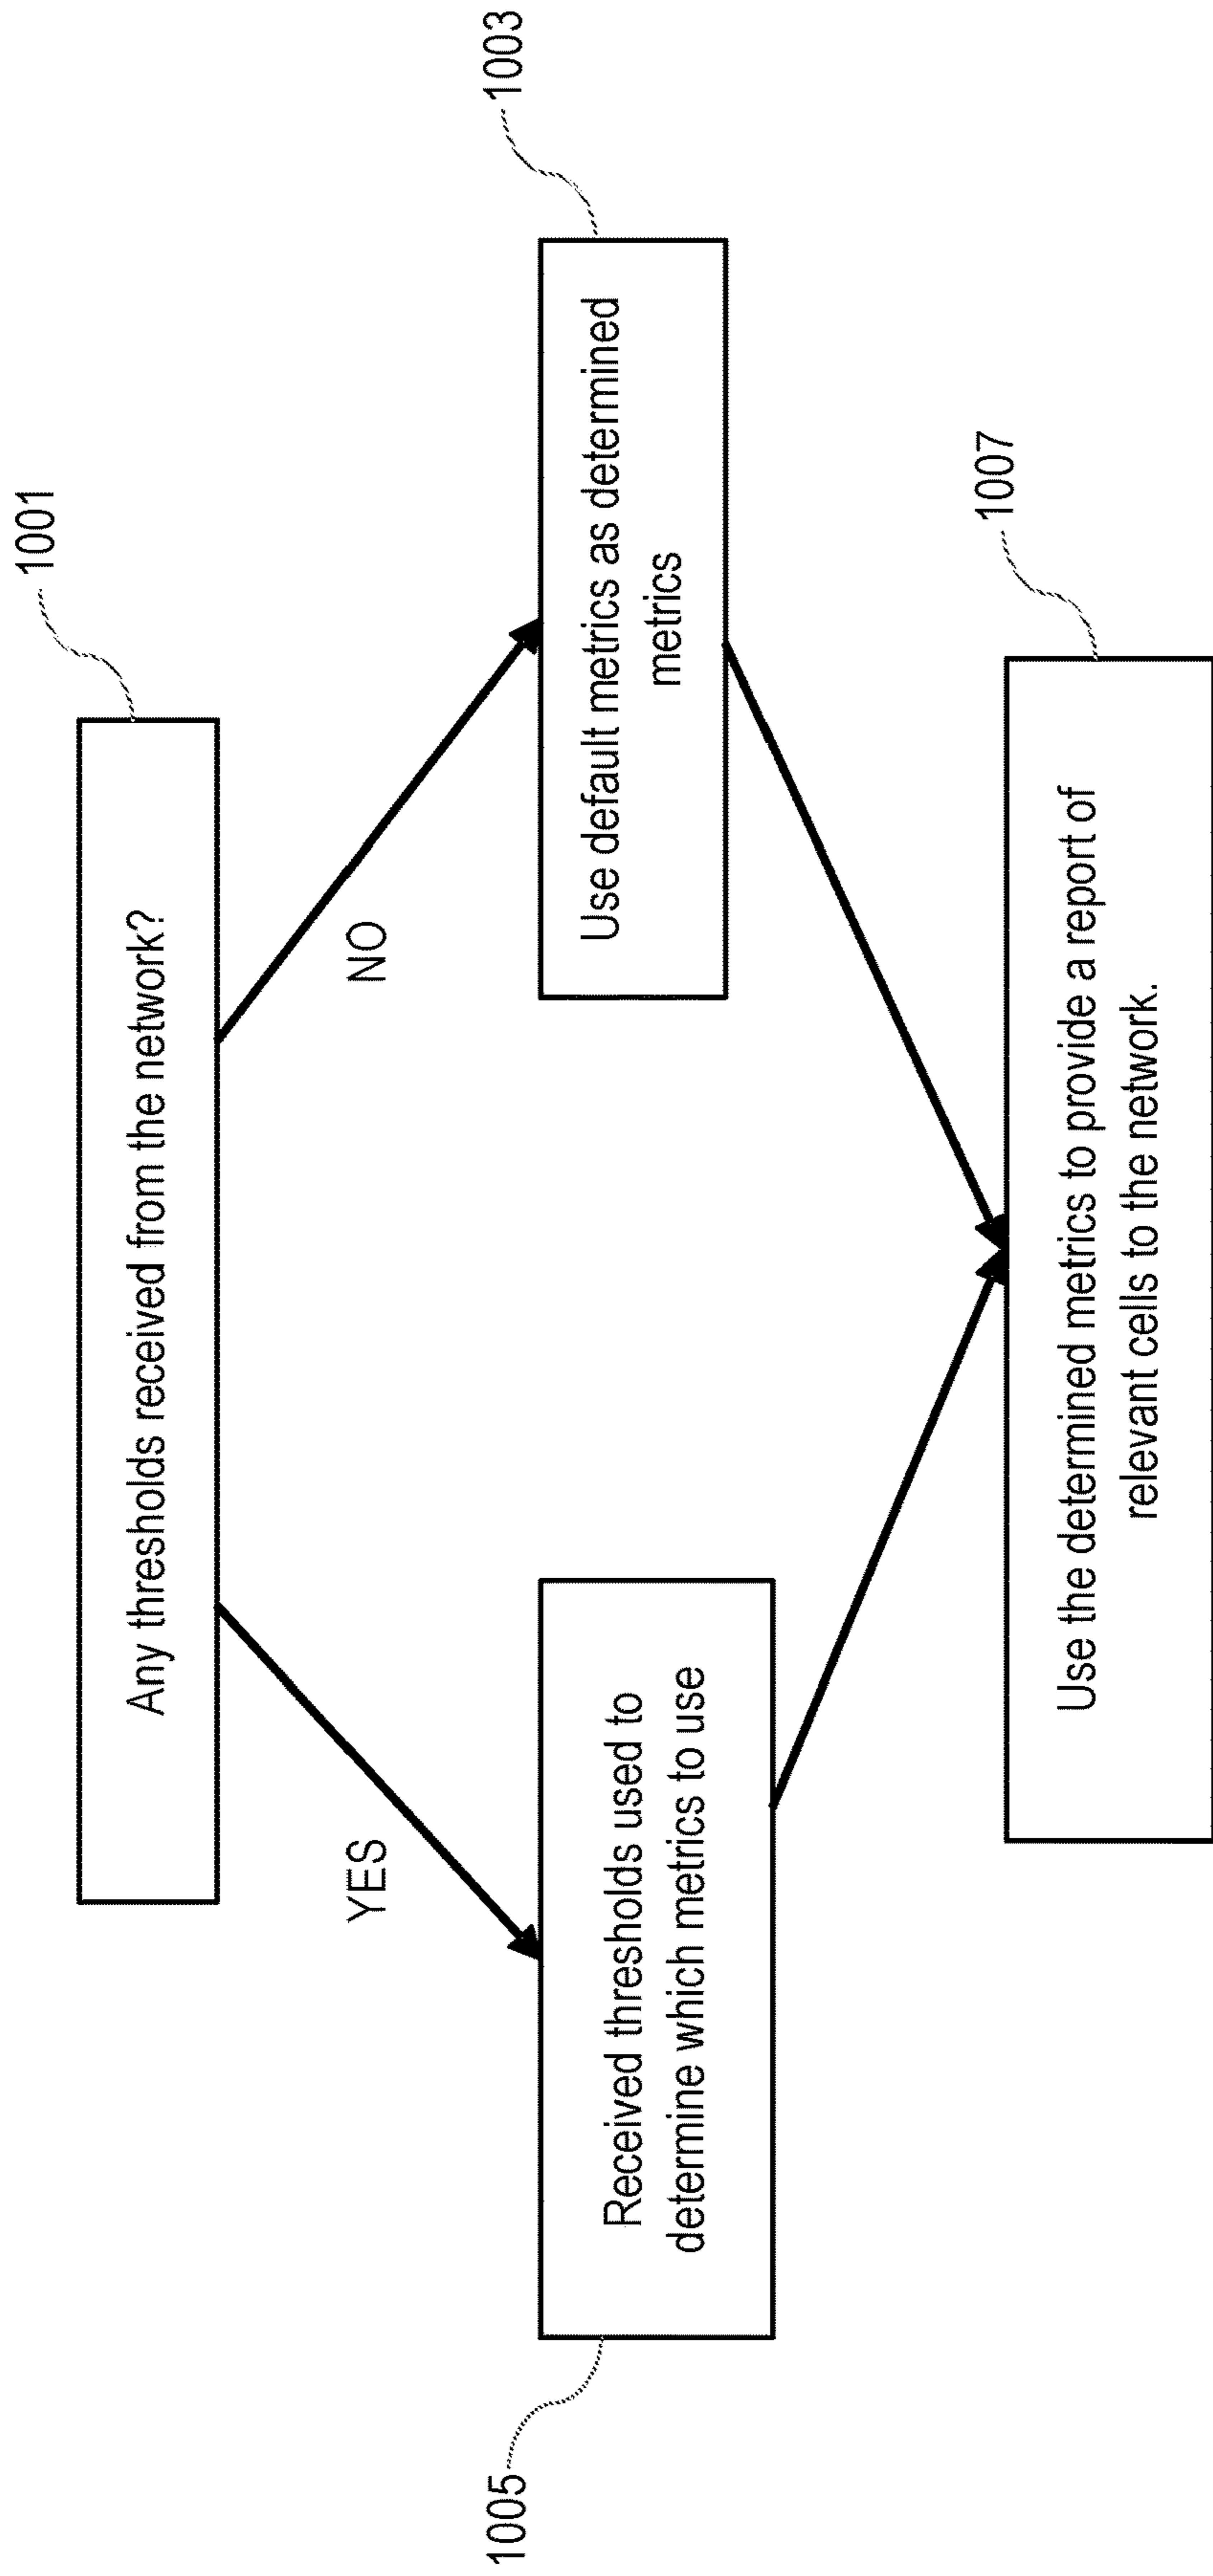 1001
Any thresholds received from the network?
YES
NO
1003
Use default metrics as determined
metrics
1005
Received thresholds used to
determine which metrics to use
1007
Use the determined metrics to provide a report of
relevant cells to the network.